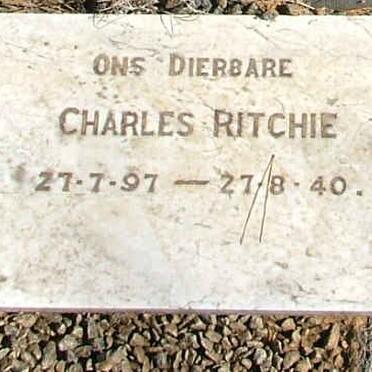 ONS DIERBARE
CHARLES RITCHIE
27-7-97 — 27-8-40.